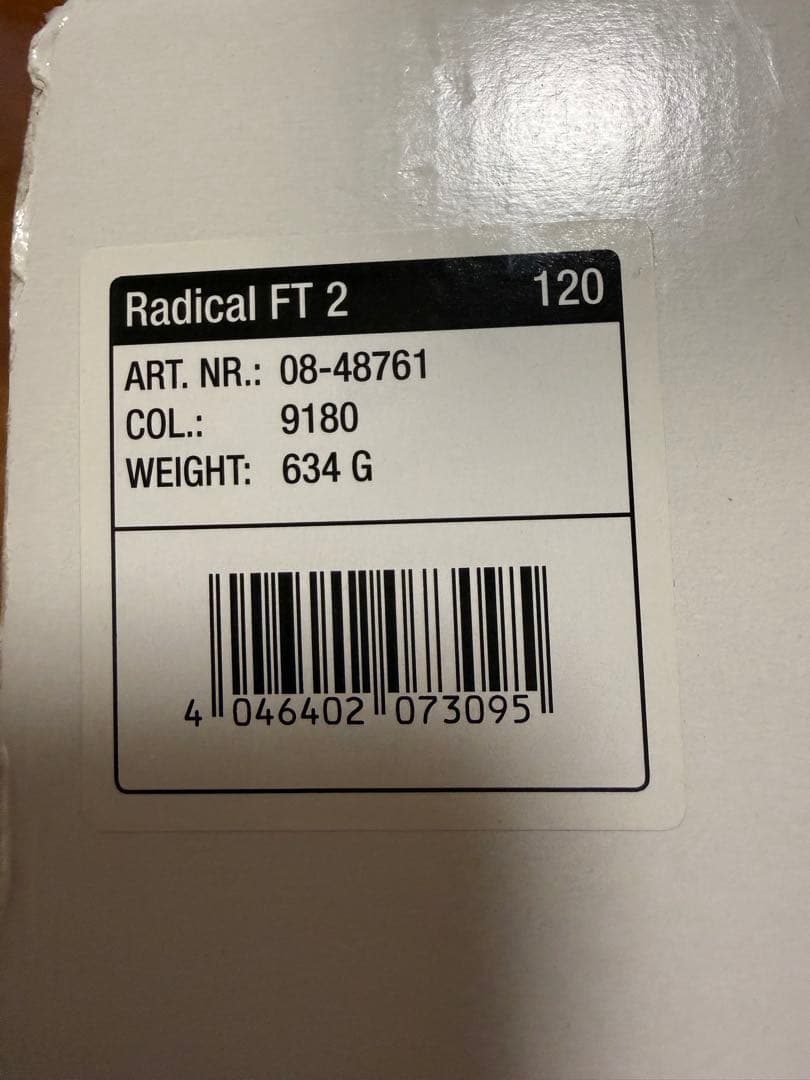 Radical FT 2 120
ART. NR.: 08-48761
COL.: 9180
WEIGHT: 634 G
4 046402 073095